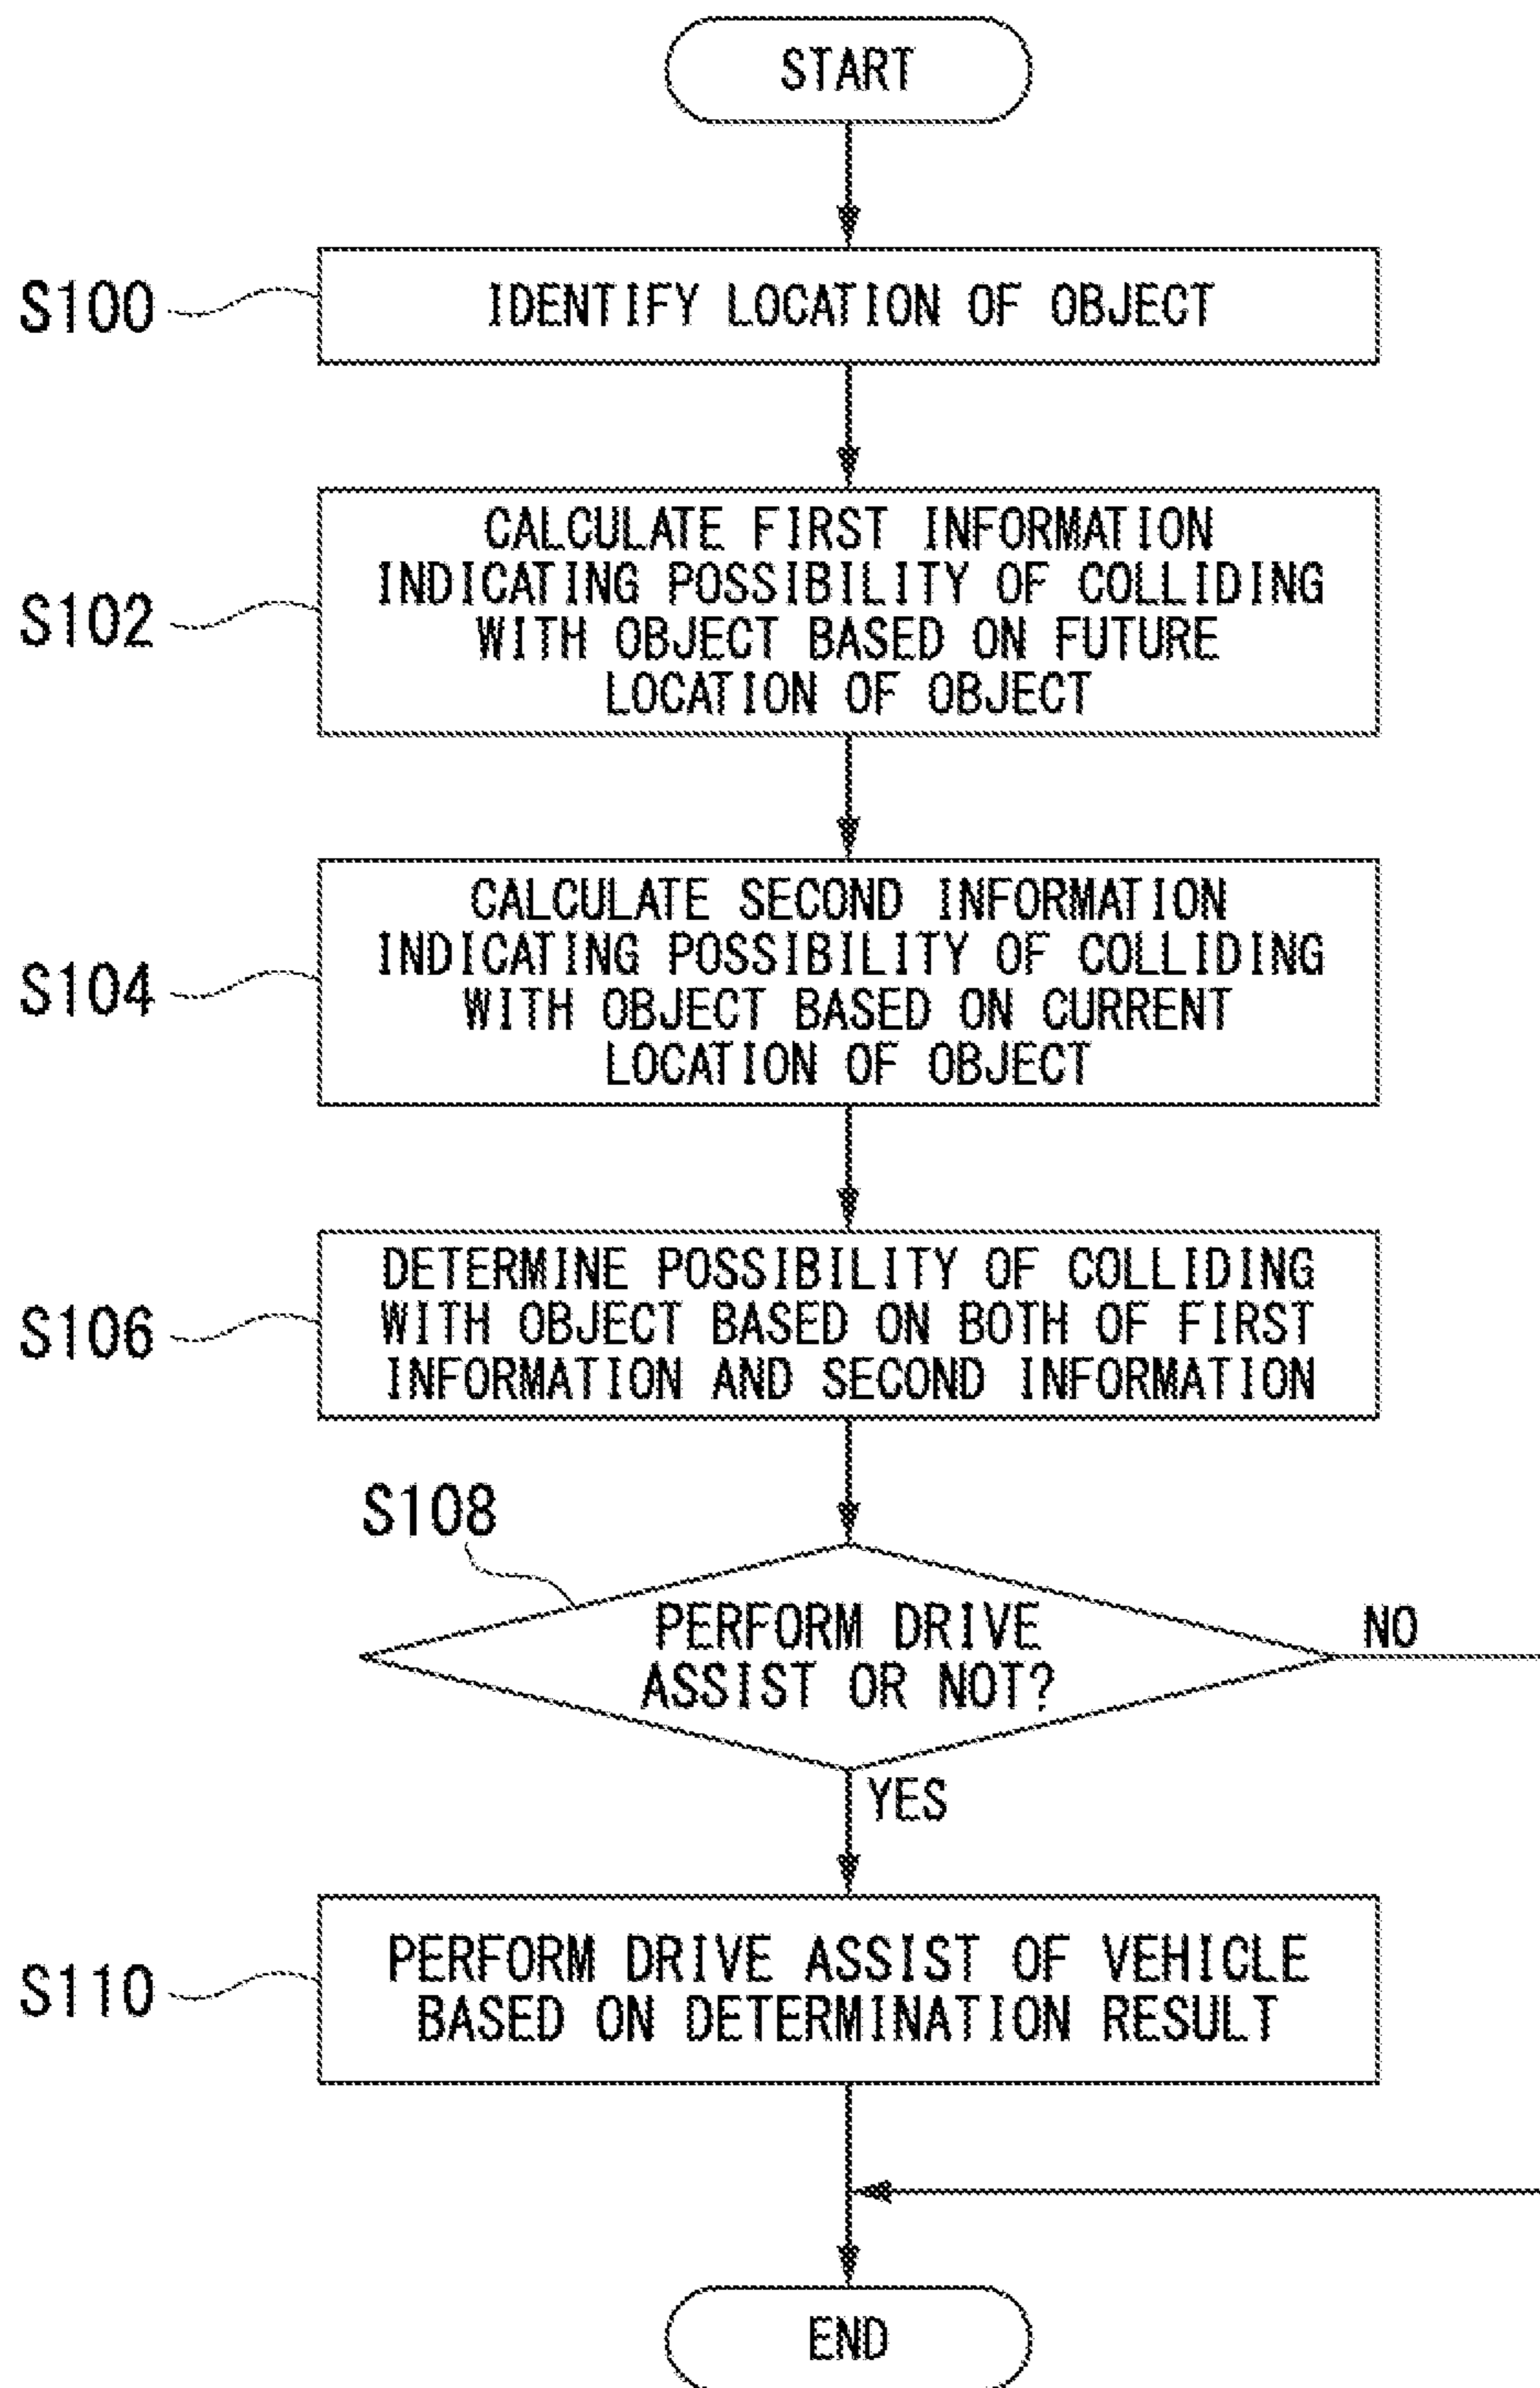 START
S100
IDENTIFY LOCATION OF OBJECT
S102
CALCULATE FIRST INFORMATION
INDICATING POSSIBILITY OF COLLIDING
WITH OBJECT BASED ON FUTURE
LOCATION OF OBJECT
S104
CALCULATE SECOND INFORMATION
INDICATING POSSIBILITY OF COLLIDING
WITH OBJECT BASED ON CURRENT
LOCATION OF OBJECT
S106
DETERMINE POSSIBILITY OF COLLIDING
WITH OBJECT BASED ON BOTH OF FIRST
INFORMATION AND SECOND INFORMATION
S108
PERFORM DRIVE
ASSIST OR NOT?
NO
YES
S110
PERFORM DRIVE ASSIST OF VEHICLE
BASED ON DETERMINATION RESULT
END